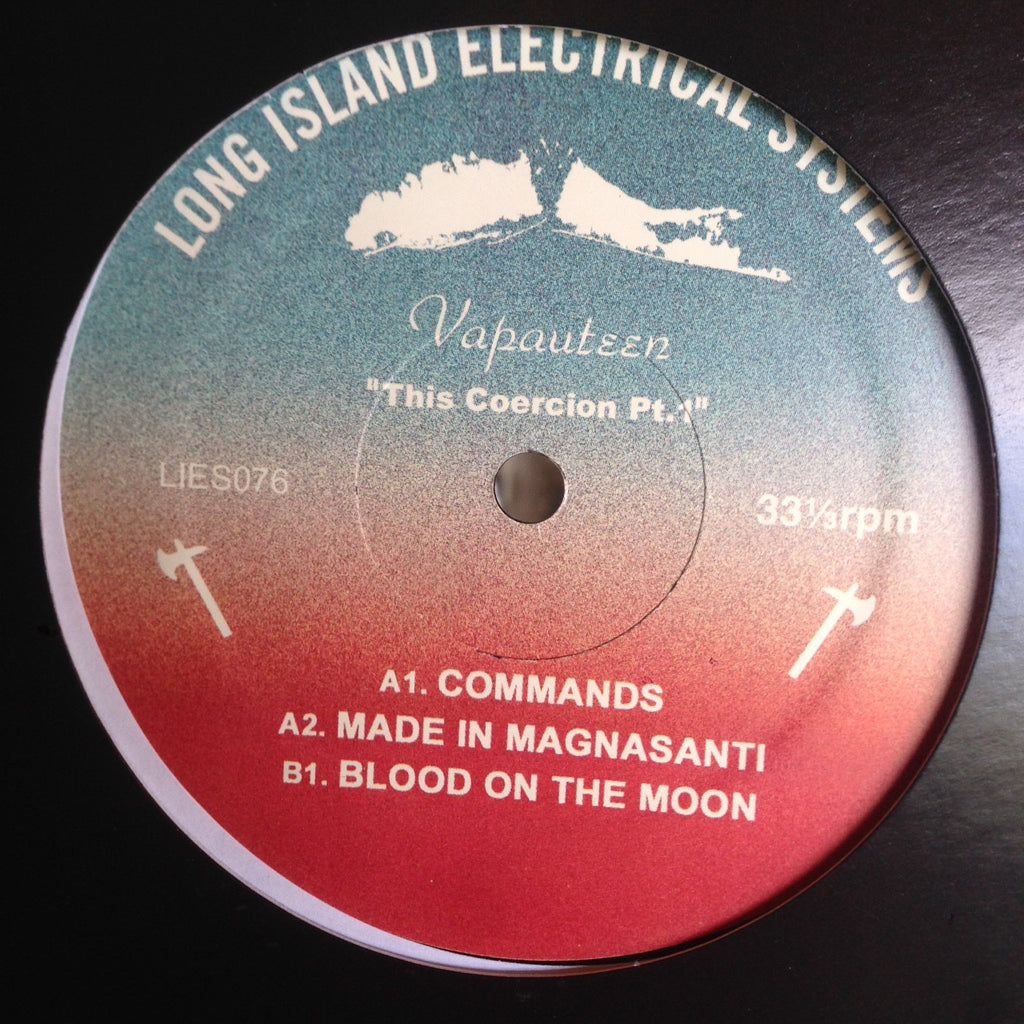 LONG ISLAND ELECTRICAL SYSTEMS
Vapauteen
"This Coercion Pt.1"
LIES076
33⅓rpm
A1. COMMANDS
A2. MADE IN MAGNASANTI
B1. BLOOD ON THE MOON